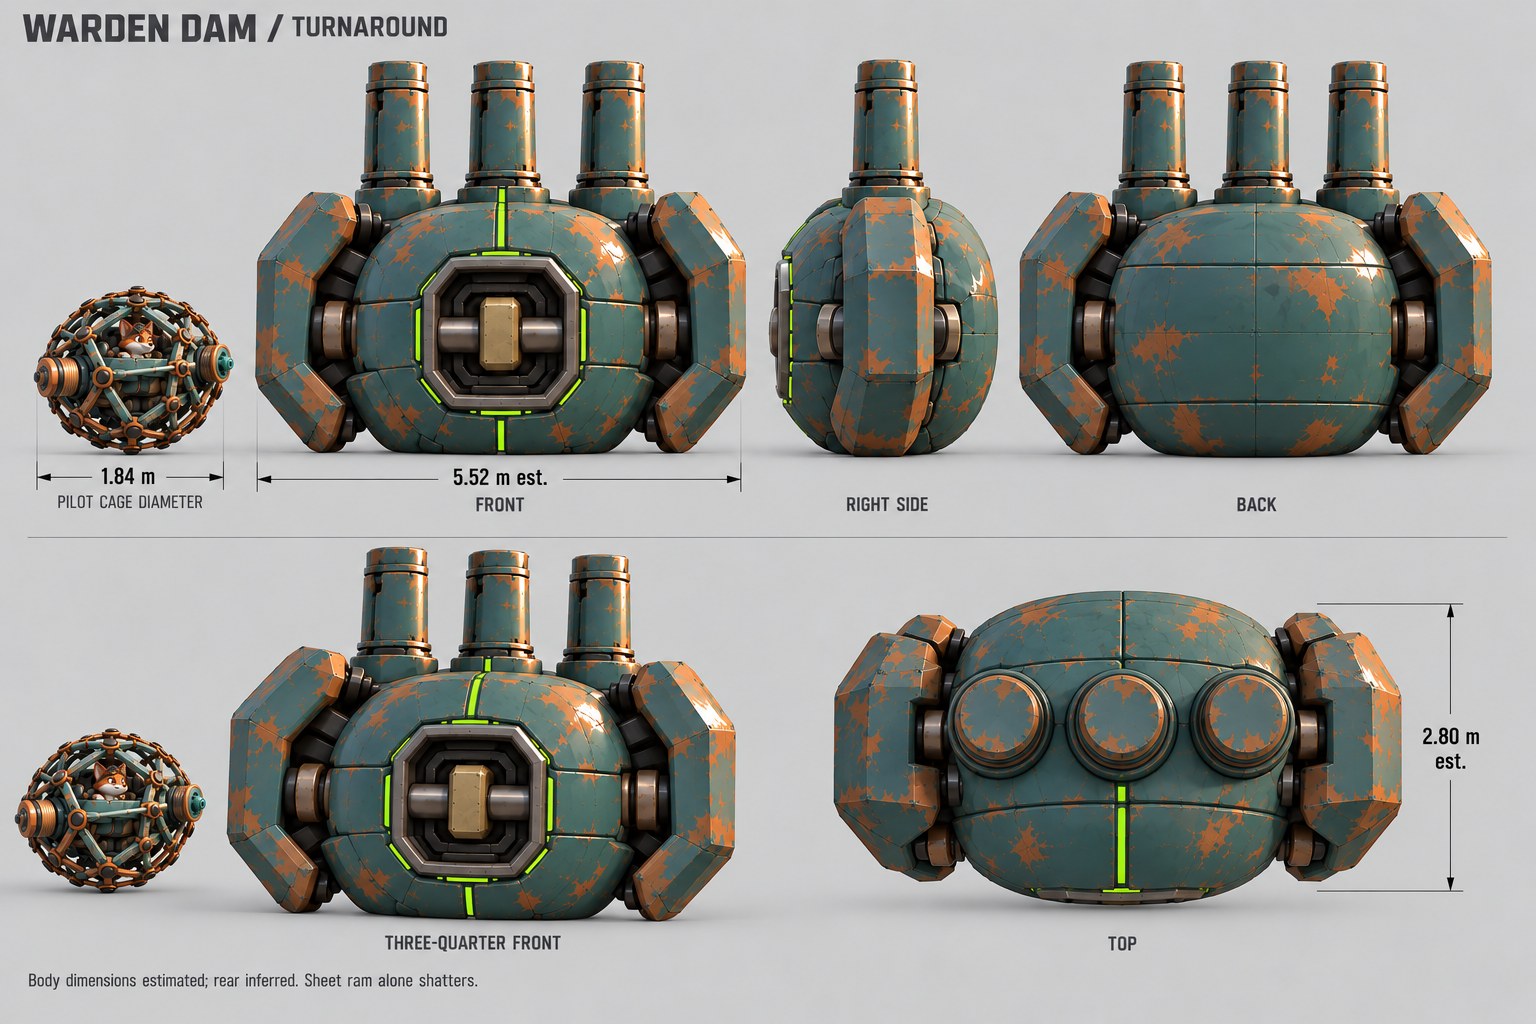 WARDEN DAM / TURNAROUND
1.84 m
PILOT CAGE DIAMETER
5.52 m est.
FRONT
RIGHT SIDE
BACK
THREE-QUARTER FRONT
2.80 m
est.
TOP
Body dimensions estimated; rear inferred. Sheet ram alone shatters.